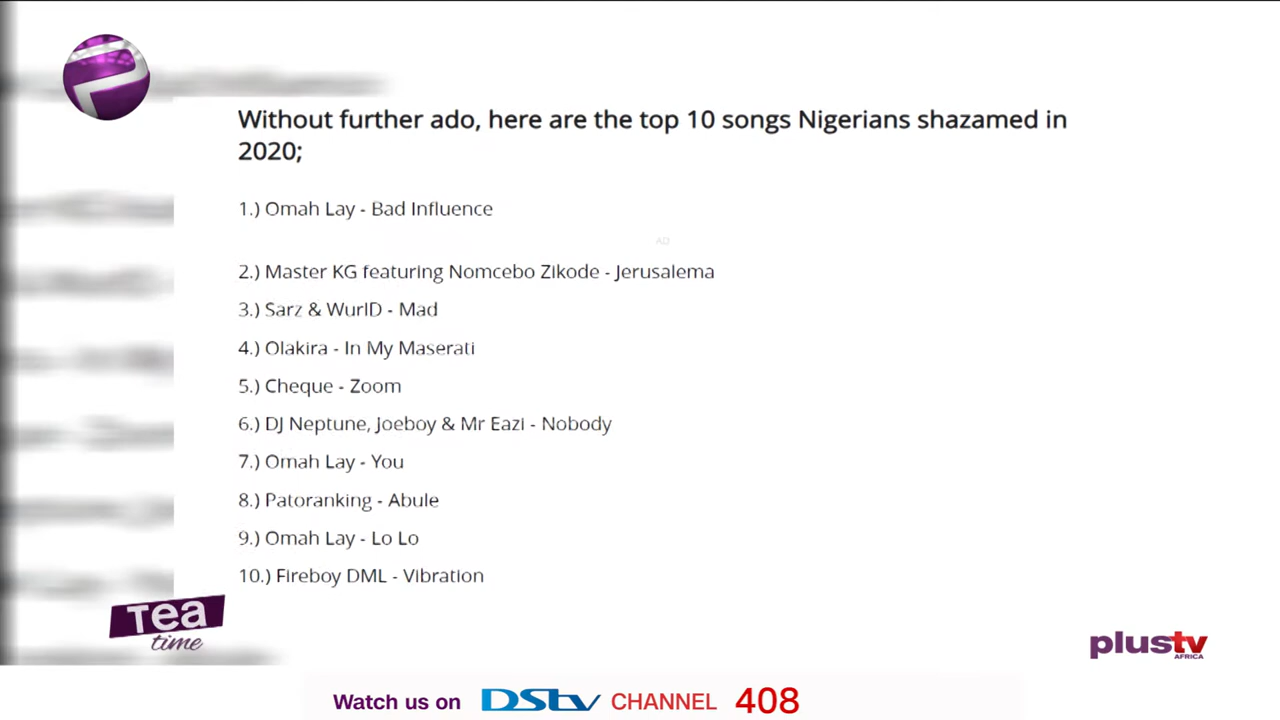 Without further ado, here are the top 10 songs Nigerians shazamed in
2020;
1.) Omah Lay - Bad Influence
AD
2.) Master KG featuring Nomcebo Zikode - Jerusalema
3.) Sarz & WurlD - Mad
4.) Olakira - In My Maserati
5.) Cheque - Zoom
6.) DJ Neptune, Joeboy & Mr Eazi - Nobody
7.) Omah Lay - You
8.) Patoranking - Abule
9.) Omah Lay - Lo Lo
10.) Fireboy DML - Vibration
Tea
time
plustv
AFRICA
Watch us on DStv CHANNEL 408